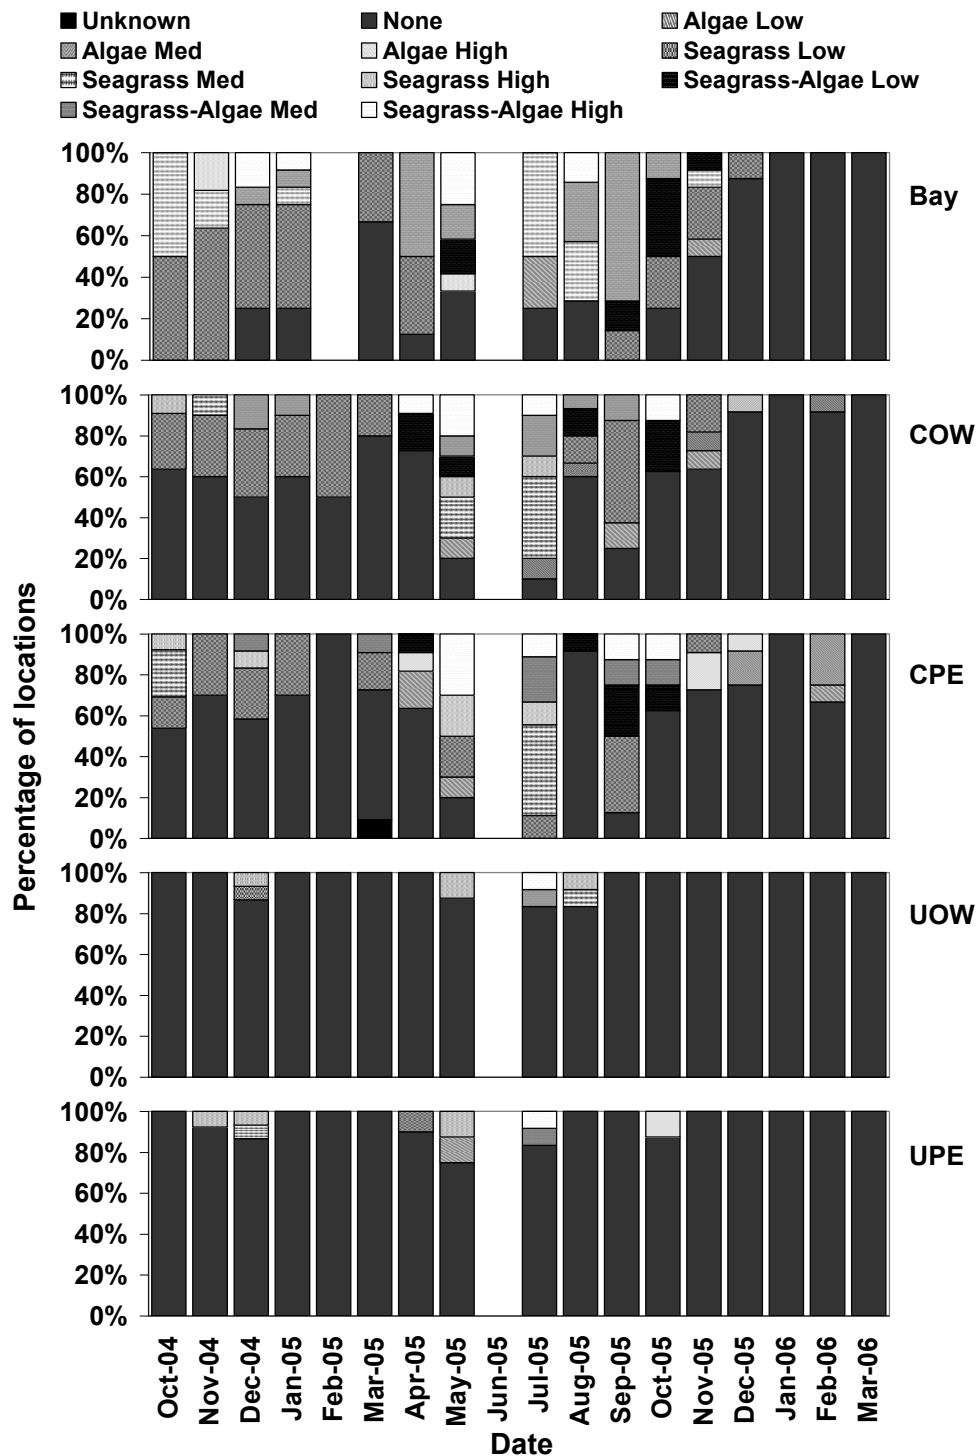 Unknown None Algae Low
Algae Med Algae High Seagrass Low
Seagrass Med Seagrass High Seagrass-Algae Low
Seagrass-Algae Med Seagrass-Algae High
Percentage of locations
100%
80%
60%
40%
20%
0%
Bay
100%
80%
60%
40%
20%
0%
COW
100%
80%
60%
40%
20%
0%
CPE
100%
80%
60%
40%
20%
0%
UOW
100%
80%
60%
40%
20%
0%
UPE
Oct-04
Nov-04
Dec-04
Jan-05
Feb-05
Mar-05
Apr-05
May-05
Jun-05
Jul-05
Aug-05
Sep-05
Oct-05
Nov-05
Dec-05
Jan-06
Feb-06
Mar-06
Date